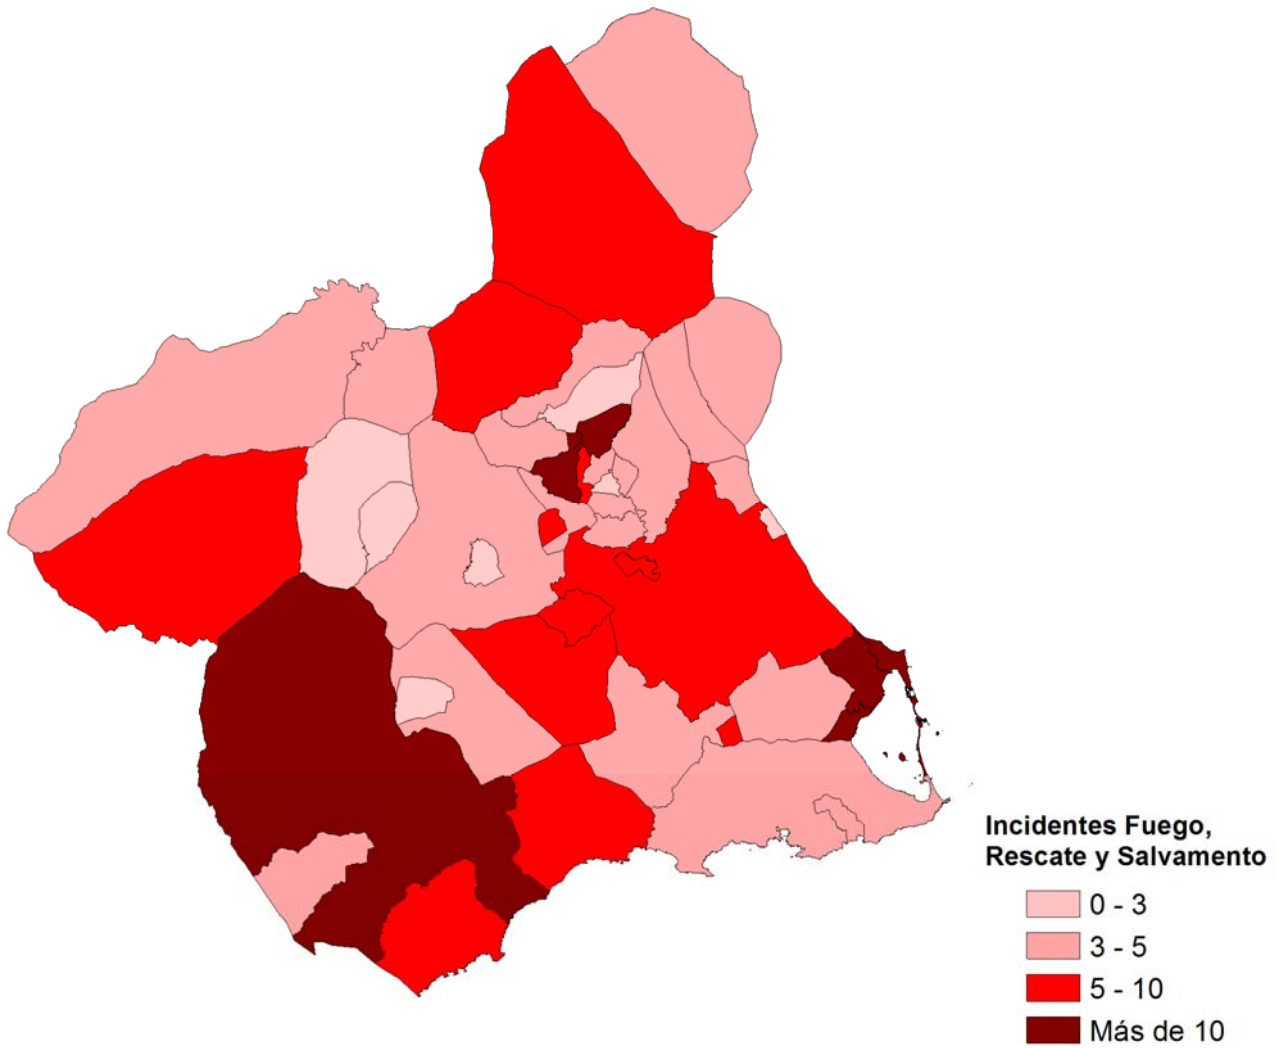 Incidentes Fuego,
Rescate y Salvamento
0 - 3
3 - 5
5 - 10
Más de 10